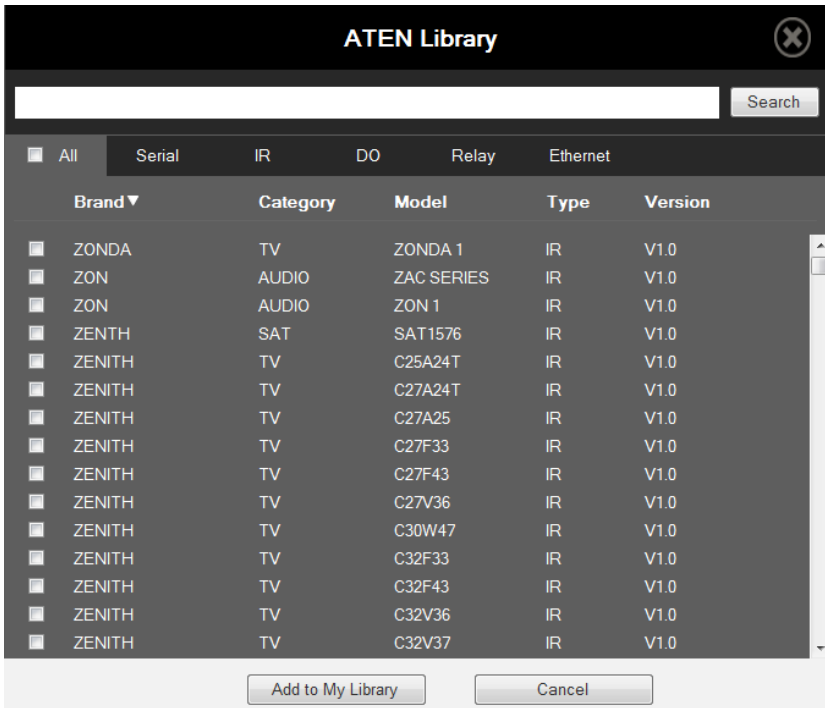 ATEN Library
Search
All Serial IR DO Relay Ethernet
Brand▼ Category Model Type Version
ZONDA TV ZONDA 1 IR V1.0
ZON AUDIO ZAC SERIES IR V1.0
ZON AUDIO ZON 1 IR V1.0
ZENTH SAT SAT1576 IR V1.0
ZENITH TV C25A24T IR V1.0
ZENITH TV C27A24T IR V1.0
ZENITH TV C27A25 IR V1.0
ZENITH TV C27F33 IR V1.0
ZENITH TV C27F43 IR V1.0
ZENITH TV C27V36 IR V1.0
ZENITH TV C30W47 IR V1.0
ZENITH TV C32F33 IR V1.0
ZENITH TV C32F43 IR V1.0
ZENITH TV C32V36 IR V1.0
ZENITH TV C32V37 IR V1.0
Add to My Library Cancel